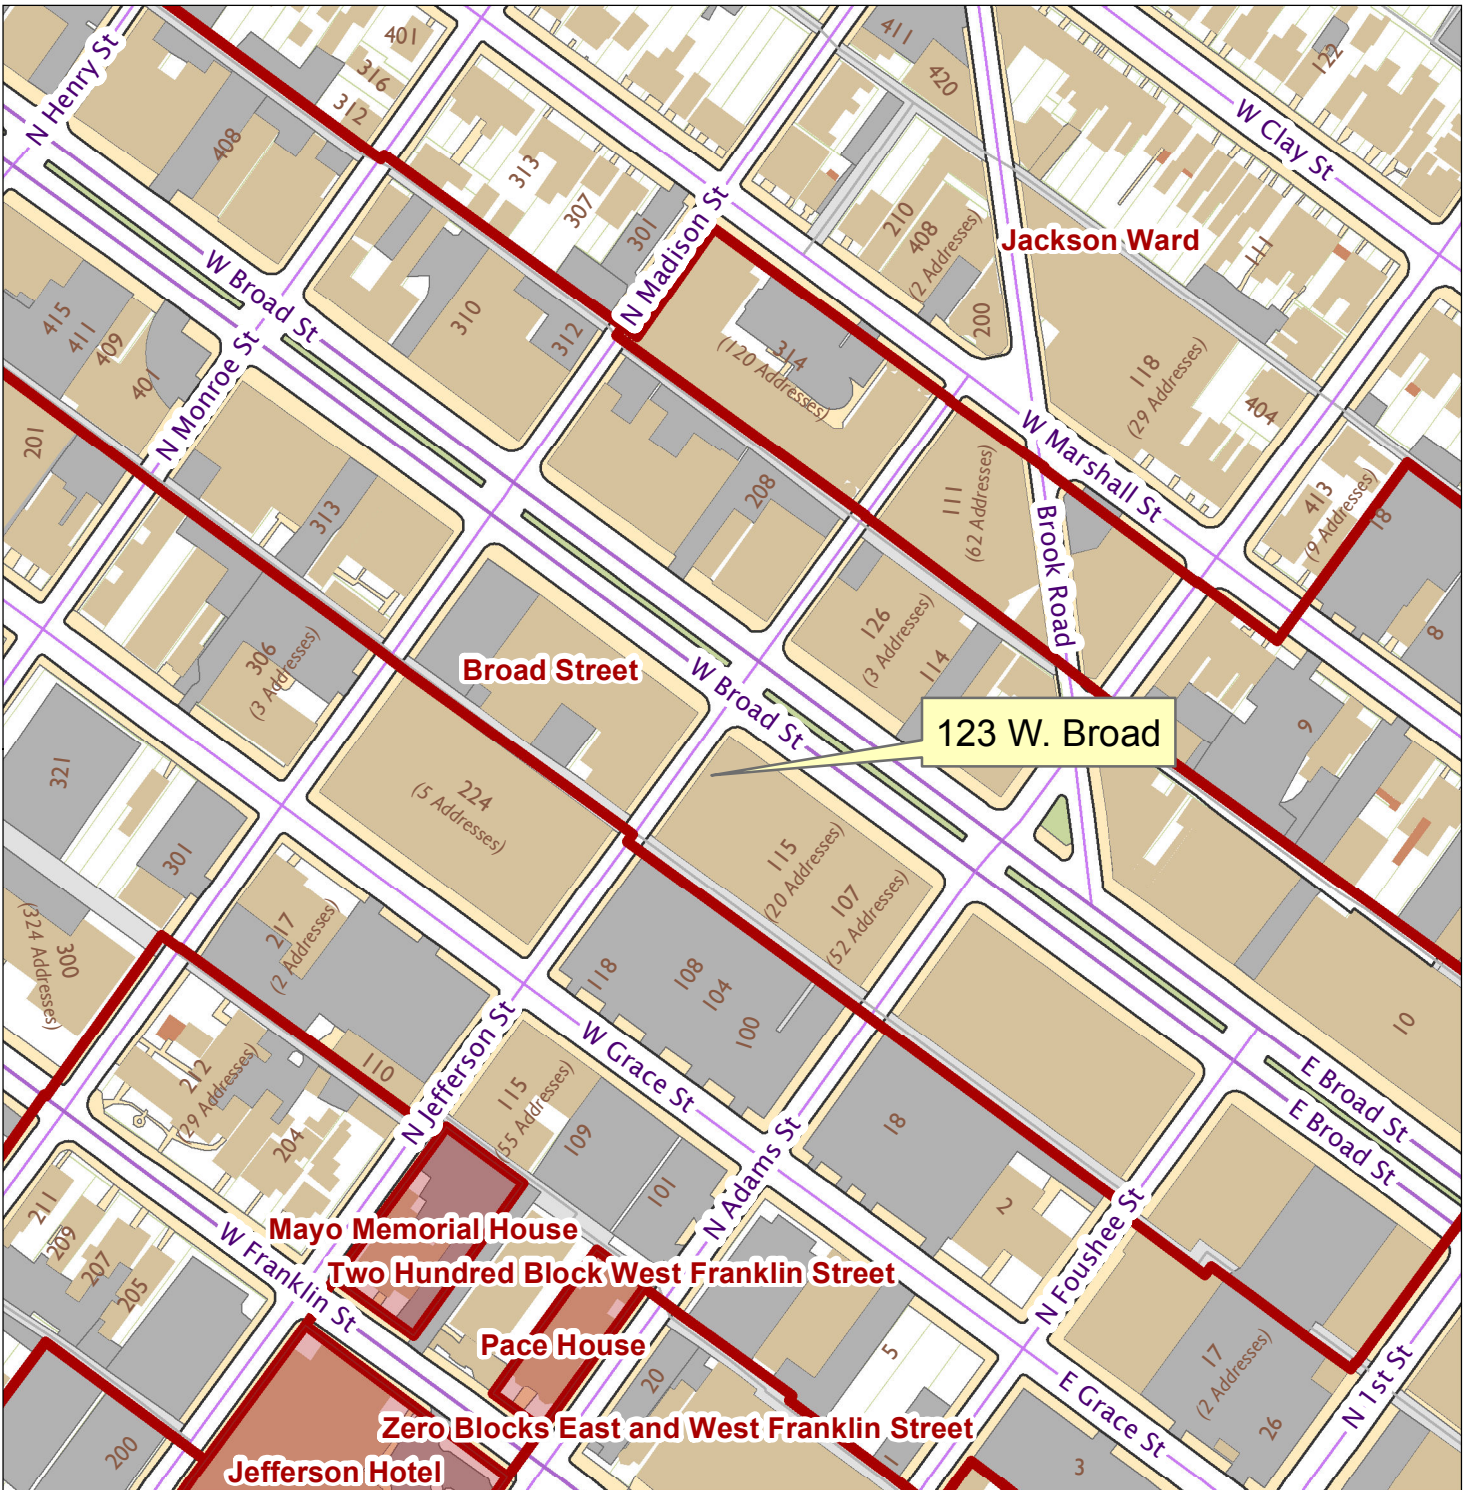 401
316
312
N Henry St
408
411
420
122
W Clay St
313
307
301
N Madison St
210
408
(2 Addresses)
200
Jackson Ward
111
W Broad St
415
411
409
401
N Monroe St
310
312
314
(120 Addresses)
118
(29 Addresses)
404
W Marshall St
413
(9 Addresses)
18
8
201
313
208
111
(62 Addresses)
Brook Road
126
(3 Addresses)
114
306
(3 Addresses)
Broad Street
W Broad St
123 W. Broad
9
321
301
224
(5 Addresses)
115
(20 Addresses)
107
(52 Addresses)
300
(324 Addresses)
217
(2 Addresses)
118
108
104
100
10
212
(29 Addresses)
204
110
N Jefferson St
W Grace St
115
(55 Addresses)
109
101
N Adams St
18
2
E Broad St
E Broad St
N Foushee St
211
209
207
205
W Franklin St
Mayo Memorial House
Two Hundred Block West Franklin Street
Pace House
20
5
17
(2 Addresses)
26
N 1st St
E Grace St
Zero Blocks East and West Franklin Street
Jefferson Hotel
200
1
3